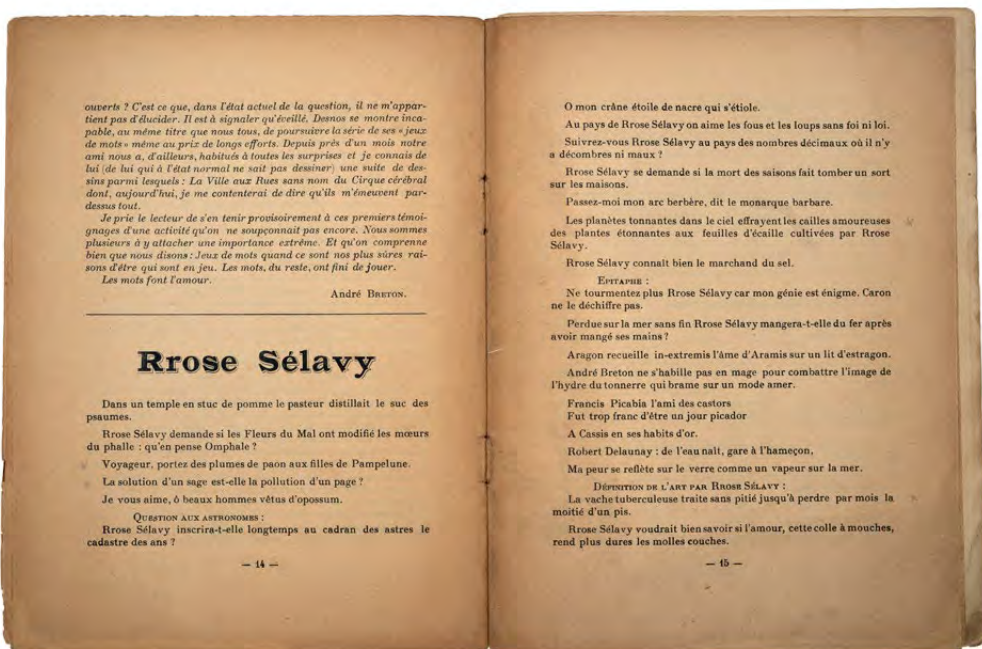 ouverts ? C'est ce que, dans l'état actuel de la question, il ne m'appar-
tient pas d'élucider. Il est à signaler qu'éveillé, Desnos se montre inca-
pable, au même titre que nous tous, de poursuivre la série de ses « jeux
de mots » même au prix de longs efforts. Depuis près d'un mois notre
ami nous a, d'ailleurs, habitués à toutes les surprises et je connais de
lui (de lui qui à l'état normal ne sait pas dessiner) une suite de des-
sins parmi lesquels : La Ville aux Rues sans nom du Cirque cérébral
dont, aujourd'hui, je me contenterai de dire qu'ils m'émeuvent par-
dessus tout.
Je prie le lecteur de s'en tenir provisoirement à ces premiers témoi-
gnages d'une activité qu'on ne soupçonnait pas encore. Nous sommes
plusieurs à y attacher une importance extrême. Et qu'on comprenne
bien que nous disons : Jeux de mots quand ce sont nos plus sûres rai-
sons d'être qui sont en jeu. Les mots, du reste, ont fini de jouer.
Les mots font l'amour.
André BRETON.
Rrose Sélavy
Dans un temple en stuc de pomme le pasteur distillait le suc des
psaumes.
Rrose Sélavy demande si les Fleurs du Mal ont modifié les mœurs
du phalle : qu'en pense Omphale ?
Voyageur, portez des plumes de paon aux filles de Pampelune.
La solution d'un sage est-elle la pollution d'un page ?
Je vous aime, ô beaux hommes vêtus d'opossum.
QUESTION AUX ASTRONOMES :
Rrose Sélavy inscrira-t-elle longtemps au cadran des astres le
cadastre des ans ?
— 14 —
O mon crâne étoile de nacre qui s'étiole.
Au pays de Rrose Sélavy on aime les fous et les loups sans foi ni loi.
Suivrez-vous Rrose Sélavy au pays des nombres décimaux où il n'y
a décombres ni maux ?
Rrose Sélavy se demande si la mort des saisons fait tomber un sort
sur les maisons.
Passez-moi mon arc berbère, dit le monarque barbare.
Les planètes tonnantes dans le ciel effrayent les cailles amoureuses
des plantes étonnantes aux feuilles d'écaille cultivées par Rrose
Sélavy.
Rrose Sélavy connaît bien le marchand du sel.
EPITAPHE :
Ne tourmentez plus Rrose Sélavy car mon génie est énigme. Caron
ne le déchiffre pas.
Perdue sur la mer sans fin Rrose Sélavy mangera-t-elle du fer après
avoir mangé ses mains ?
Aragon recueille in-extremis l'âme d'Aramis sur un lit d'estragon.
André Breton ne s'habille pas en mage pour combattre l'image de
l'hydre du tonnerre qui brame sur un mode amer.
Francis Picabia l'ami des castors
Fut trop franc d'être un jour picador
A Cassis en ses habits d'or.
Robert Delaunay : de l'eau naît, gare à l'hameçon,
Ma peur se reflète sur le verre comme un vapeur sur la mer.
DÉFINITION DE L'ART PAR RROSE SÉLAVY :
La vache tuberculeuse traite sans pitié jusqu'à perdre par mois la
moitié d'un pis.
Rrose Sélavy voudrait bien savoir si l'amour, cette colle à mouches,
rend plus dures les molles couches.
— 15 —